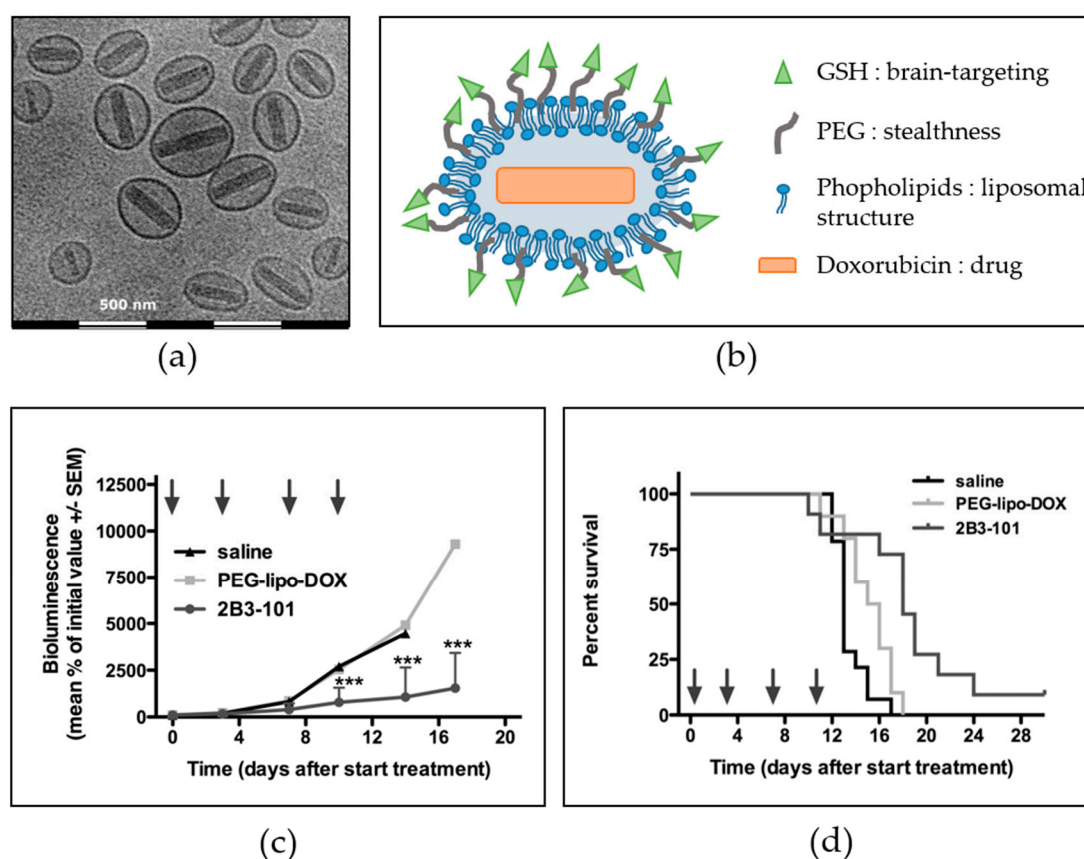 500 nm
(a)
GSH : brain-targeting
PEG : stealthness
Phopholipids : liposomal
structure
Doxorubicin : drug
(b)
Bioluminescence
(mean % of initial value +/- SEM)
12500
10000
7500
5000
2500
0
saline
PEG-lipo-DOX
2B3-101
***
***
***
0 4 8 12 16 20
Time (days after start treatment)
(c)
Percent survival
100
75
50
25
0
saline
PEG-lipo-DOX
2B3-101
0 4 8 12 16 20 24 28
Time (days after start treatment)
(d)